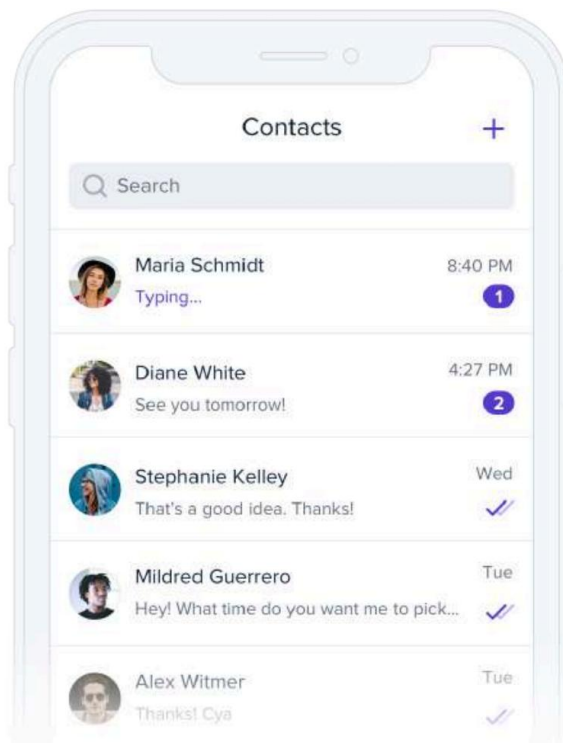 Contacts
+
Search
Maria Schmidt
8:40 PM
Typing...
1
Diane White
4:27 PM
See you tomorrow!
2
Stephanie Kelley
Wed
That's a good idea. Thanks!
Mildred Guerrero
Tue
Hey! What time do you want me to pick...
Alex Witmer
Tue
Thanks! Cya